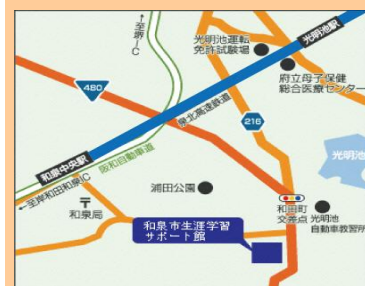 至堺IC
光明池駅
光明池運転
免許試験場
府立母子保健
総合医療センター
480
泉北高速鉄道
216
光明池
和泉中央駅
阪和自動車道
至岸和田和泉IC
浦田公園
和泉局
和田町
交差点
光明池
自動車教習所
和泉市生涯学習
サポート館